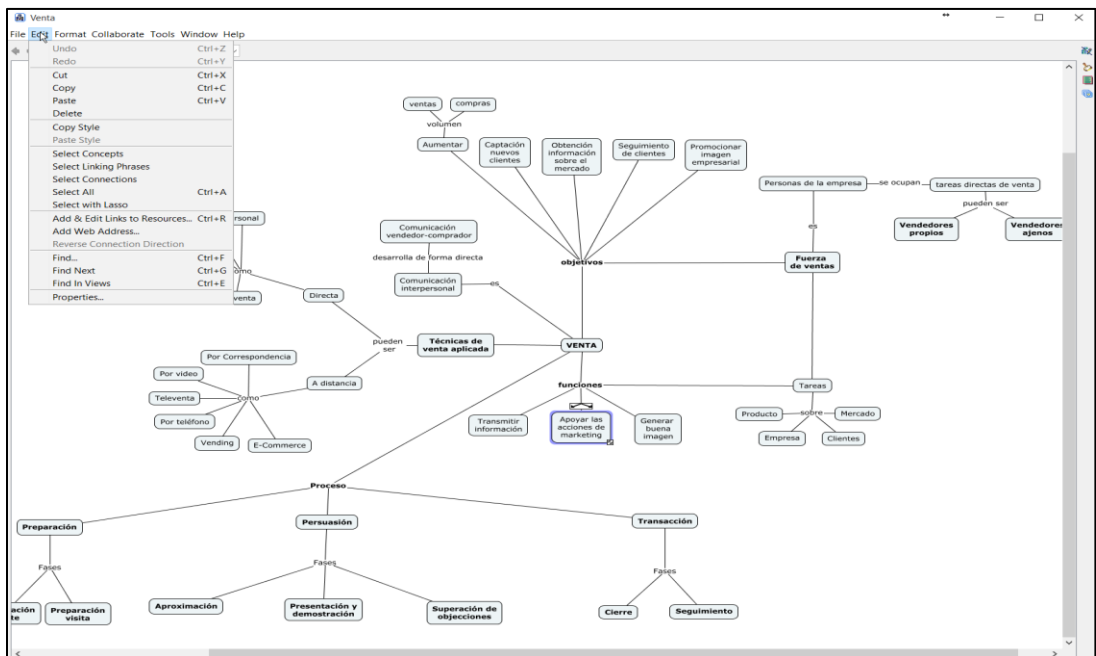 Venta
File Edit Format Collaborate Tools Window Help
Undo Ctrl+Z
Redo Ctrl+Y
Cut Ctrl+X
Copy Ctrl+C
Paste Ctrl+V
Delete
Copy Style
Paste Style
Select Concepts
Select Linking Phrases
Select Connections
Select All Ctrl+A
Select with Lasso
Add & Edit Links to Resources... Ctrl+R
Add Web Address...
Reverse Connection Direction
Find... Ctrl+F
Find Next Ctrl+G
Find In Views Ctrl+E
Properties...
ventas
compras
volumen
Aumentar
Captación
nuevos
clientes
Obtención
información
sobre el
mercado
Seguimiento
de clientes
Promocionar
imagen
empresarial
Personas de la empresa
se ocupan
tareas directas de venta
pueden ser
Vendedores
propios
Vendedores
ajenos
es
Fuerza
de ventas
objetivos
Comunicación
vendedor-comprador
desarrolla de forma directa
Comunicación
interpersonal
es
rsonal
omo
venta
Directa
pueden
ser
Técnicas de
venta aplicada
VENTA
Por Correspondencia
Por video
Televenta
como
A distancia
Por teléfono
Vending
E-Commerce
funciones
Transmitir
información
Apoyar las
acciones de
marketing
Generar
buena
imagen
Tareas
Producto
sobre
Mercado
Empresa
Clientes
Proceso
Preparación
Persuasión
Transacción
Fases
Fases
Fases
ación
te
Preparación
visita
Aproximación
Presentación y
demostración
Superación de
objecciones
Cierre
Seguimiento